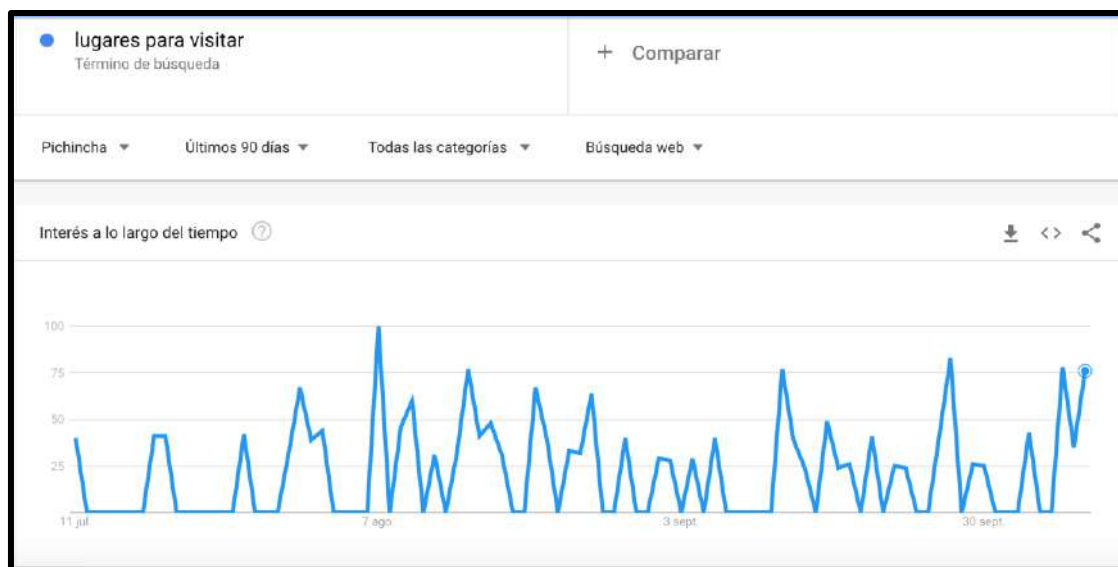 lugares para visitar
Término de búsqueda
+ Comparar
Pichincha
Últimos 90 días
Todas las categorías
Búsqueda web
Interés a lo largo del tiempo
100
75
50
25
11 jul.
7 ago.
3 sept.
30 sept.